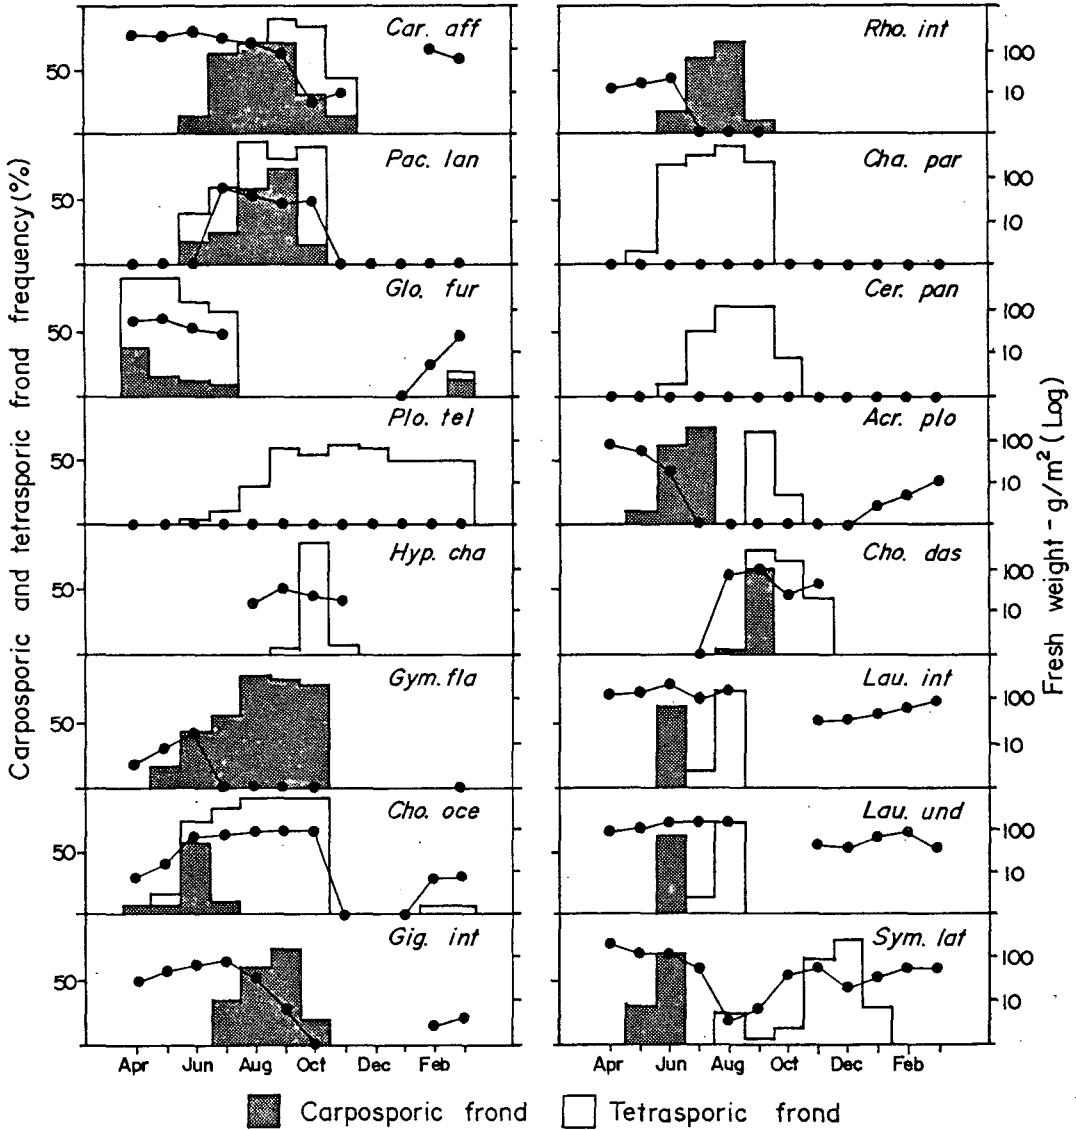 Carposporic and tetrasporic frond frequency (%)
Fresh weight - g/m² (Log)
Car. aff
50
Pac. lan
50
Glo. fur
50
Plo. tel
50
Hyp. cha
50
Gym. fla
50
Cho. oce
50
Gig. int
50
Apr Jun Aug Oct Dec Feb
Rho. int
100
10
Cha. par
100
10
Cer. pan
100
10
Acr. plo
100
10
Cho. das
100
10
Lau. int
100
10
Lau. und
100
10
Sym. lat
100
10
Apr Jun Aug Oct Dec Feb
Carposporic frond
Tetrasporic frond